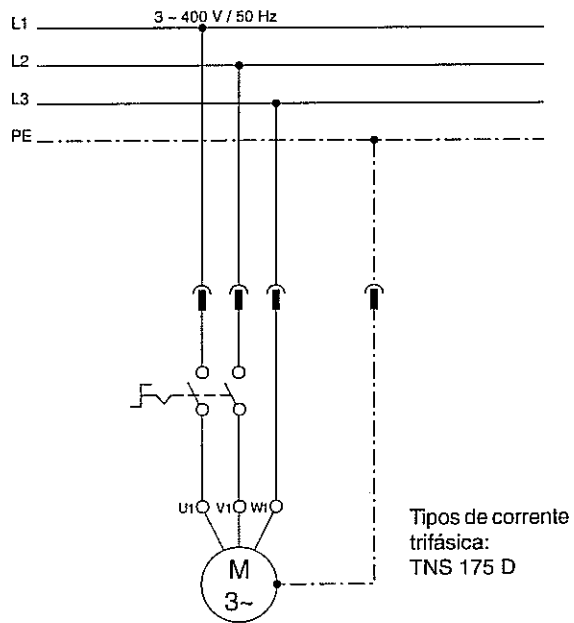 L1
3 ~ 400 V / 50 Hz
L2
L3
PE
U1
V1
W1
M
3~
Tipos de corrente
trifásica:
TNS 175 D